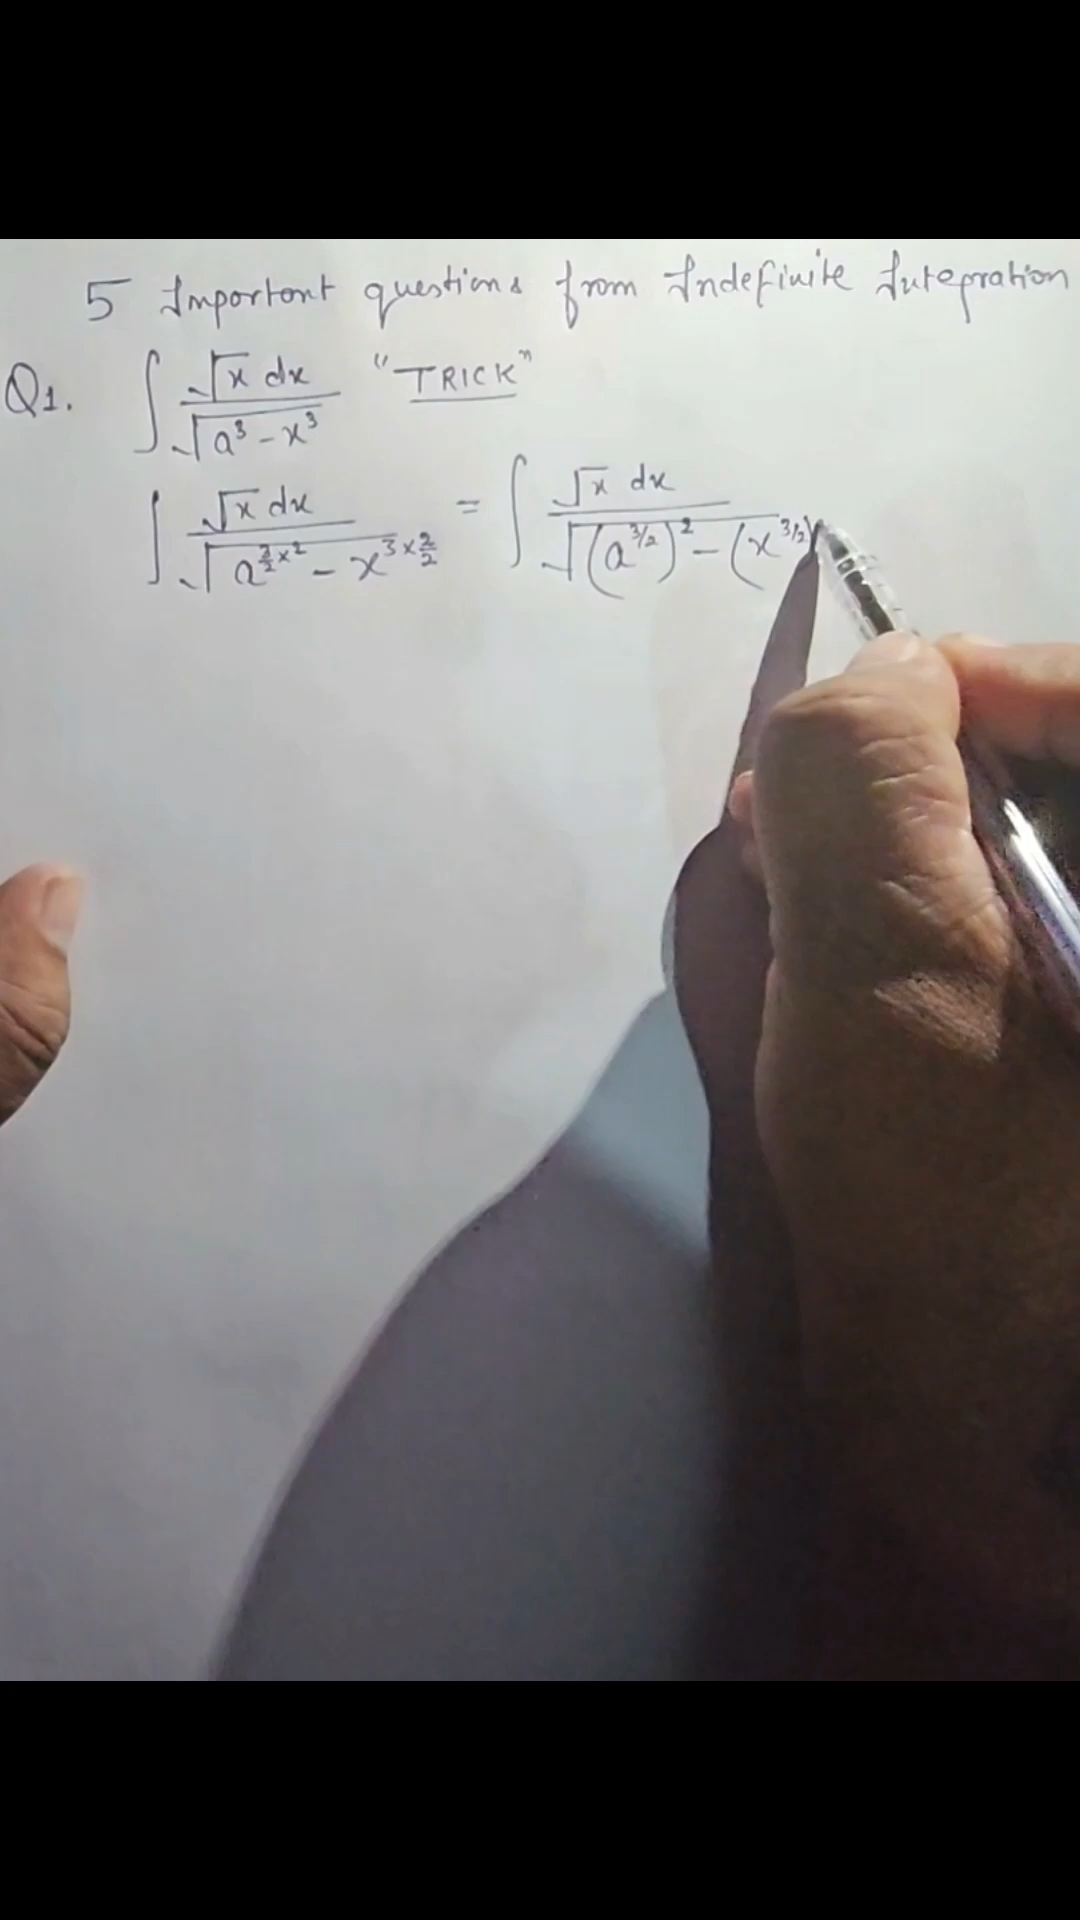 5 Important questions from Indefinite Integration
Q1. ∫ √x dx / √(a³ - x³) "TRICK"
∫ √x dx / √(a^(3/2 × 2) - x^(3 × 2/2)) = ∫ √x dx / √((a^(3/2))² - (x^(3/2))